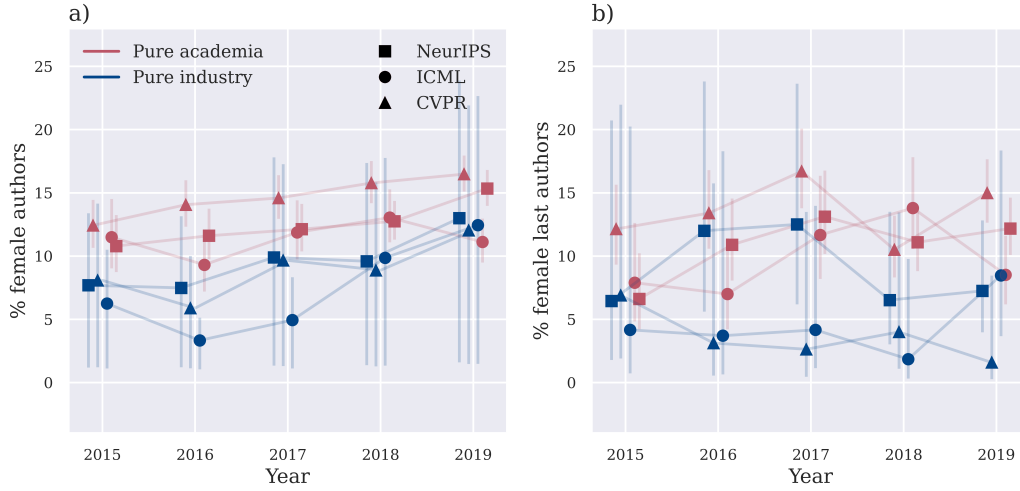 a)
Pure academia
Pure industry
NeurIPS
ICML
CVPR
% female authors
25
20
15
10
5
0
2015 2016 2017 2018 2019
Year
b)
% female last authors
25
20
15
10
5
0
2015 2016 2017 2018 2019
Year